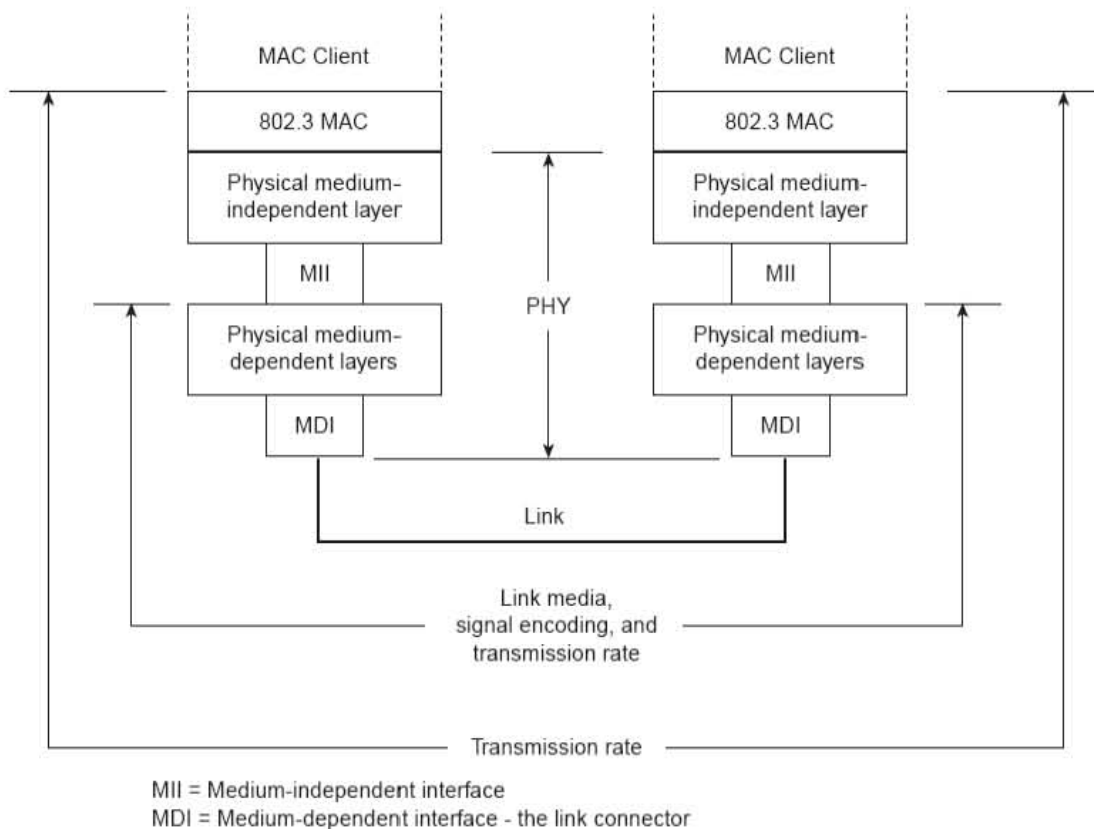 MAC Client
MAC Client
802.3 MAC
802.3 MAC
Physical medium-
independent layer
Physical medium-
independent layer
MII
MII
PHY
Physical medium-
dependent layers
Physical medium-
dependent layers
MDI
MDI
Link
Link media,
signal encoding, and
transmission rate
Transmission rate
MII = Medium-independent interface
MDI = Medium-dependent interface - the link connector